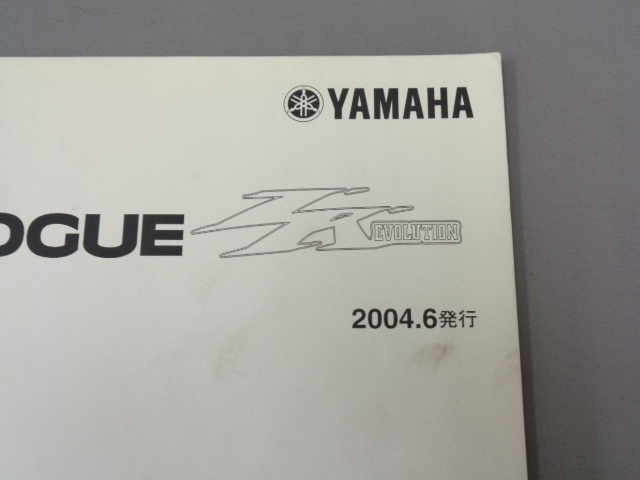 YAMAHA
OGUE ZR EVOLUTION
2004.6発行